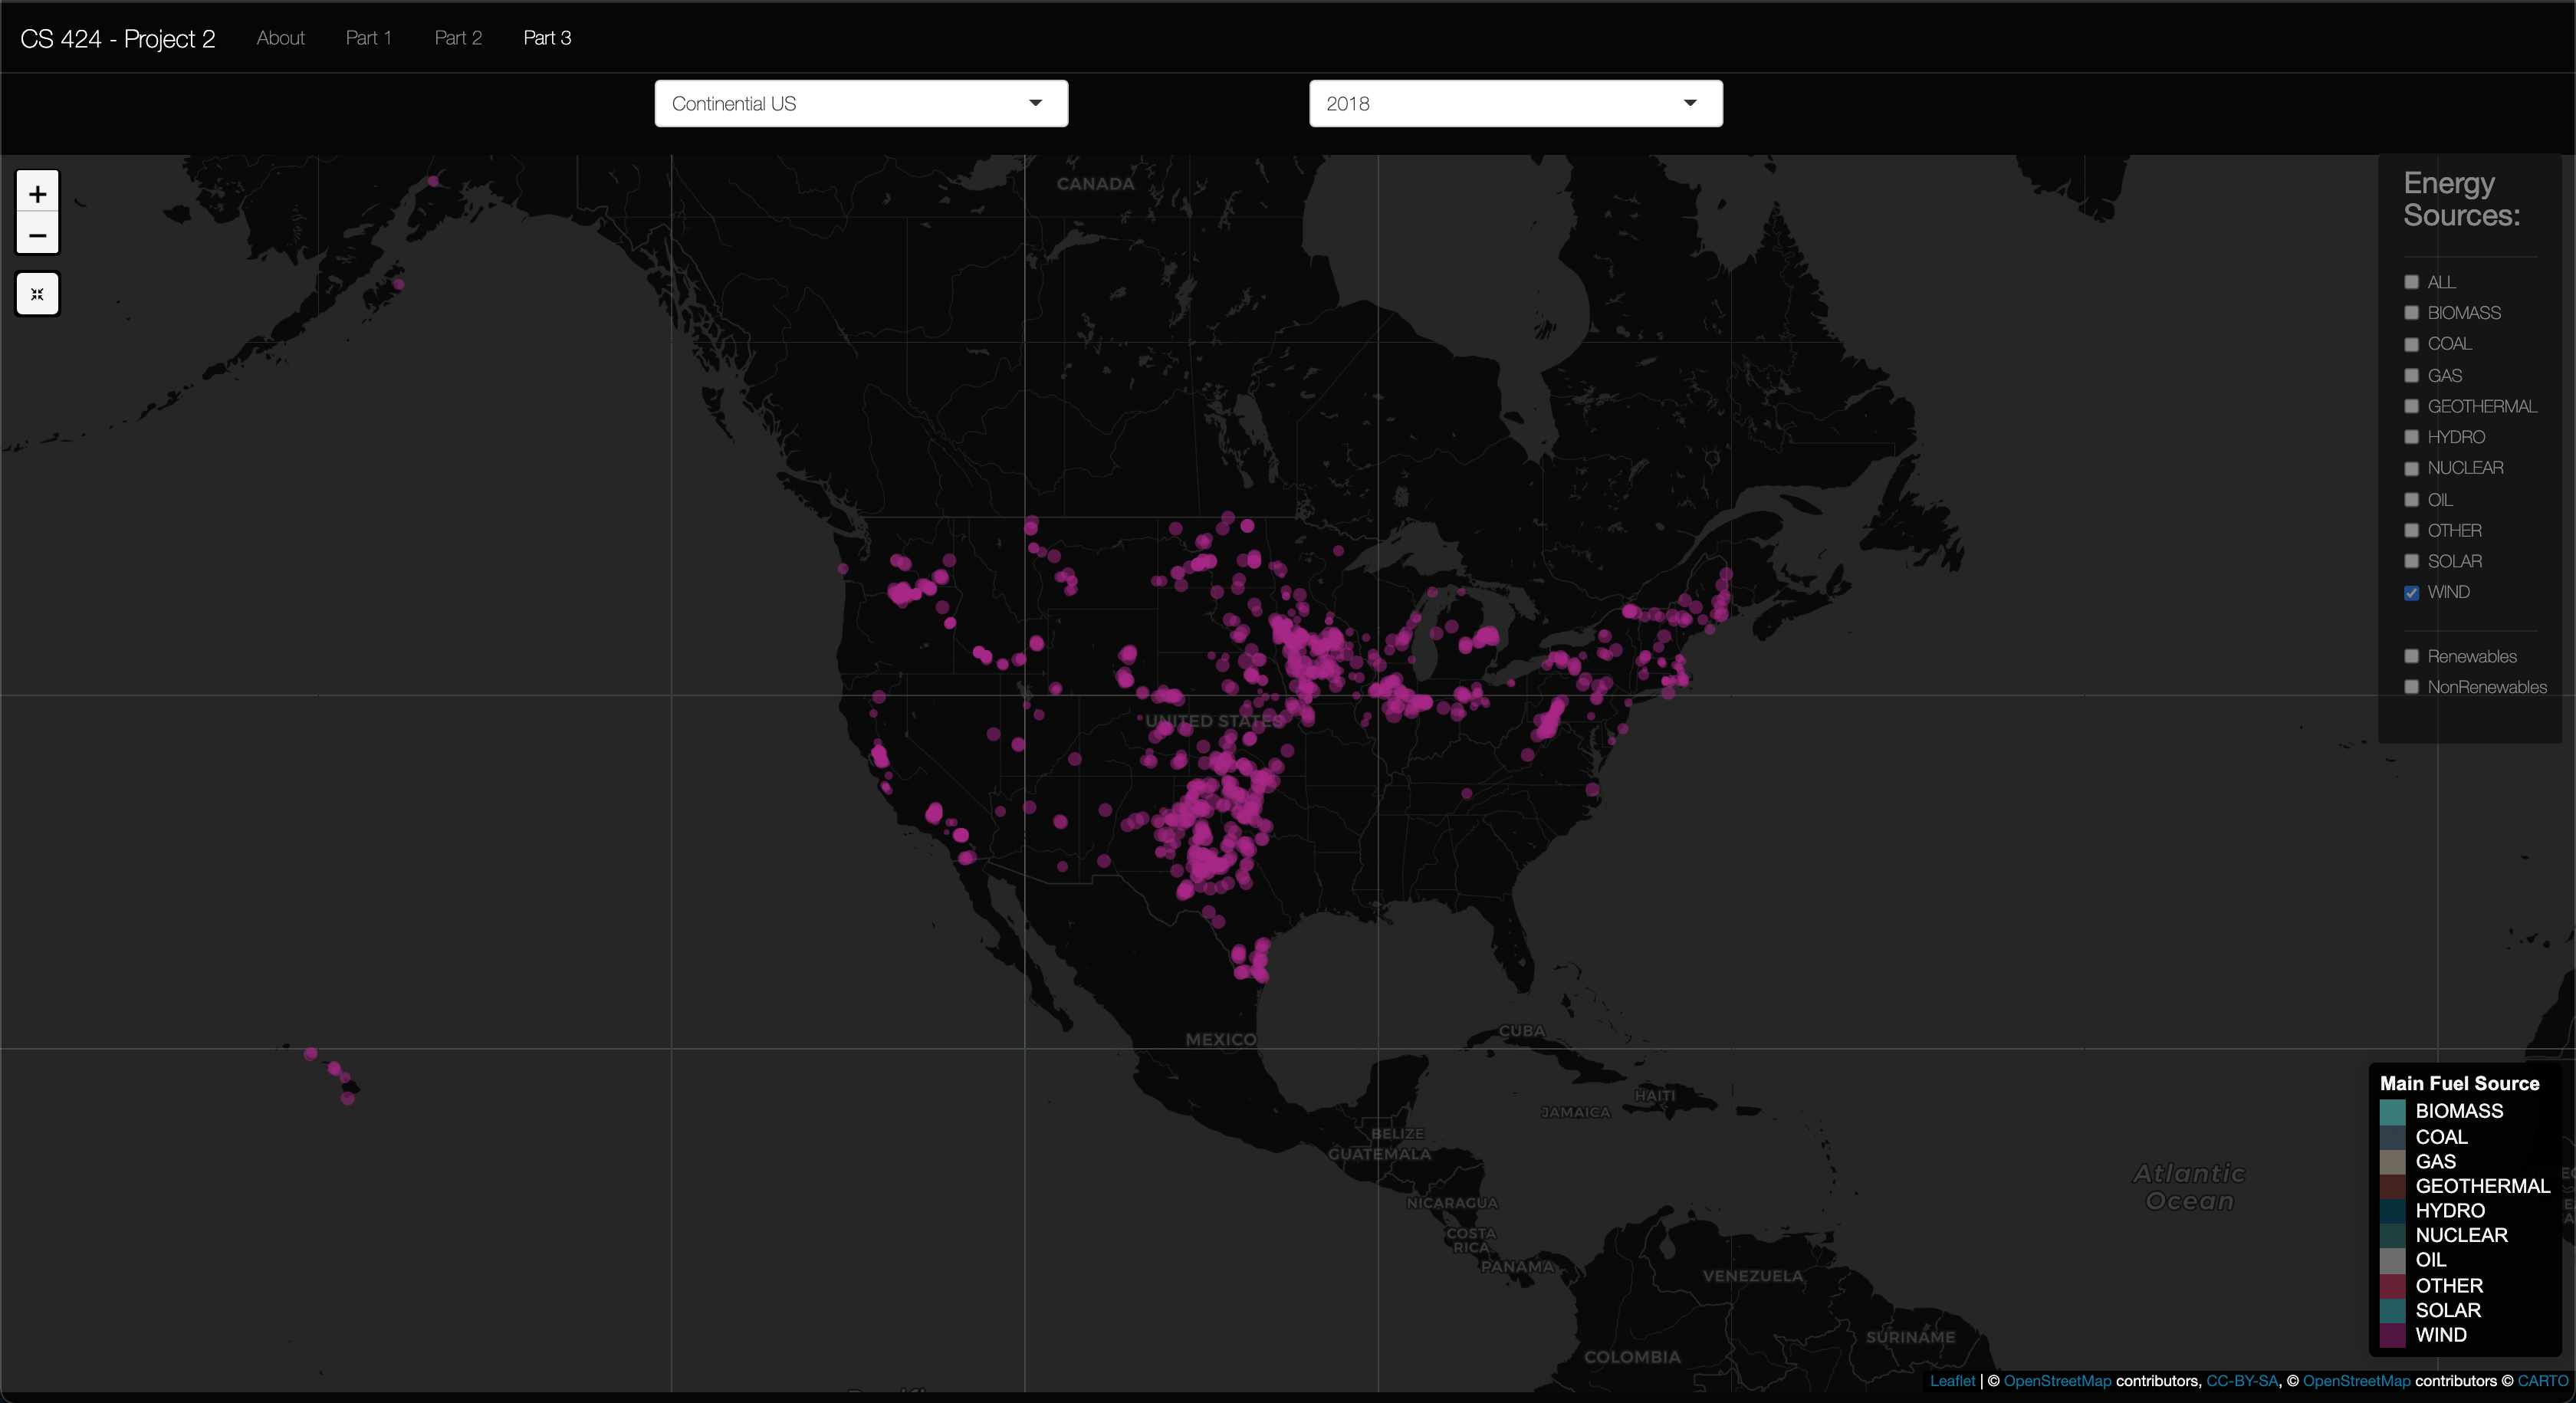 CS 424 - Project 2
About
Part 1
Part 2
Part 3
Continential US
2018
+
−
Energy
Sources:
ALL
BIOMASS
COAL
GAS
GEOTHERMAL
HYDRO
NUCLEAR
OIL
OTHER
SOLAR
WIND
Renewables
NonRenewables
CANADA
UNITED STATES
MEXICO
CUBA
HAITI
JAMAICA
BELIZE
GUATEMALA
NICARAGUA
COSTA
RICA
PANAMA
VENEZUELA
SURINAME
COLOMBIA
Atlantic
Ocean
Main Fuel Source
BIOMASS
COAL
GAS
GEOTHERMAL
HYDRO
NUCLEAR
OIL
OTHER
SOLAR
WIND
Leaflet | © OpenStreetMap contributors, CC-BY-SA, © OpenStreetMap contributors © CARTO